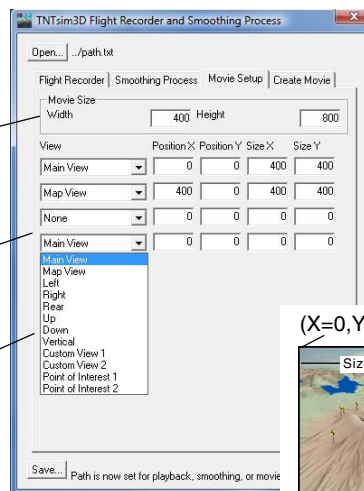 TNTsim3D Flight Recorder and Smoothing Process
Open... ../path.txt
Flight Recorder Smoothing Process Movie Setup Create Movie
Movie Size
Width 400 Height 800
View Position X Position Y Size X Size Y
Main View 0 0 400 400
Map View 400 0 400 400
None 0 0 0 0
Main View 0 0 0 0
Main View
Map View
Left
Right
Rear
Up
Down
Vertical
Custom View 1
Custom View 2
Point of Interest 1
Point of Interest 2
(X=0,Y
Siz
Save... Path is now set for playback, smoothing, or movie